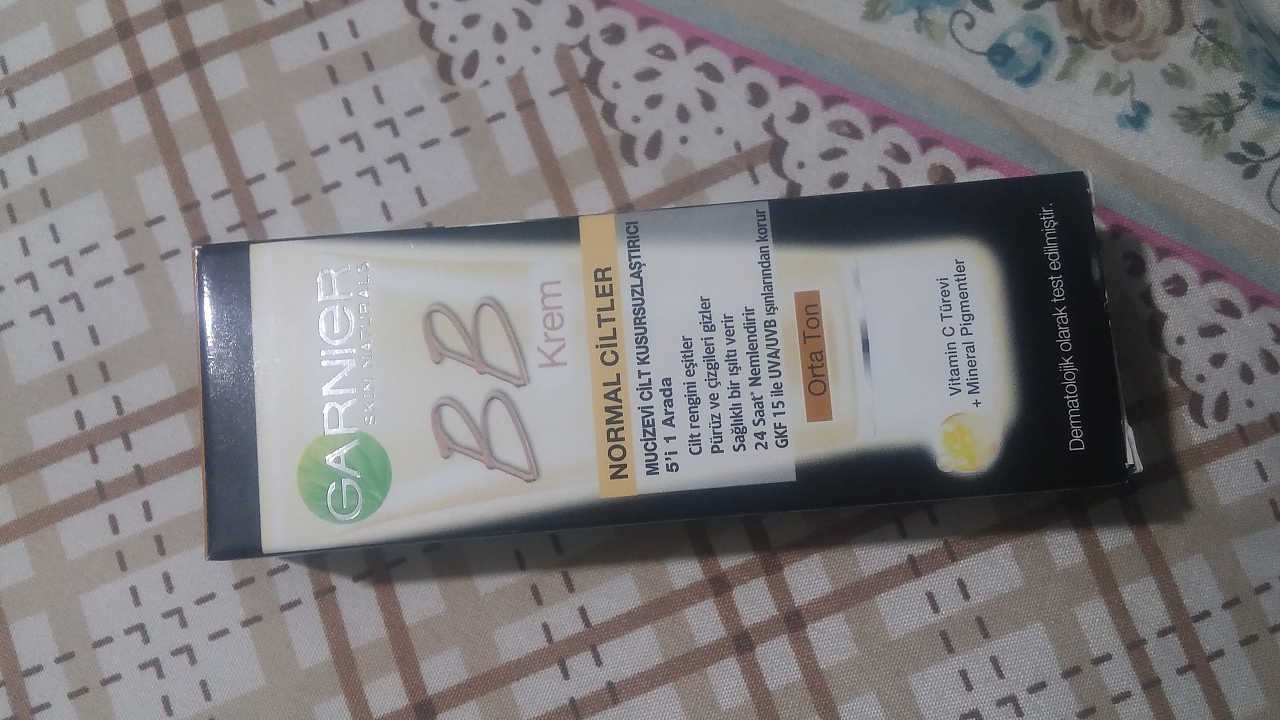 GARNIER
SKIN NATURALS
BB
Krem
NORMAL CİLTLER
MUCİZEVİ CİLT KUSURSUZLAŞTIRICI
5'i 1 Arada
Cilt rengini eşitler
Pürüz ve çizgileri gizler
Sağlıklı bir ışıltı verir
24 Saat* Nemlendirir
GKF 15 ile UVA/UVB ışınlarından korur
Orta Ton
Vitamin C Türevi
+ Mineral Pigmentler
Dermatolojik olarak test edilmiştir.